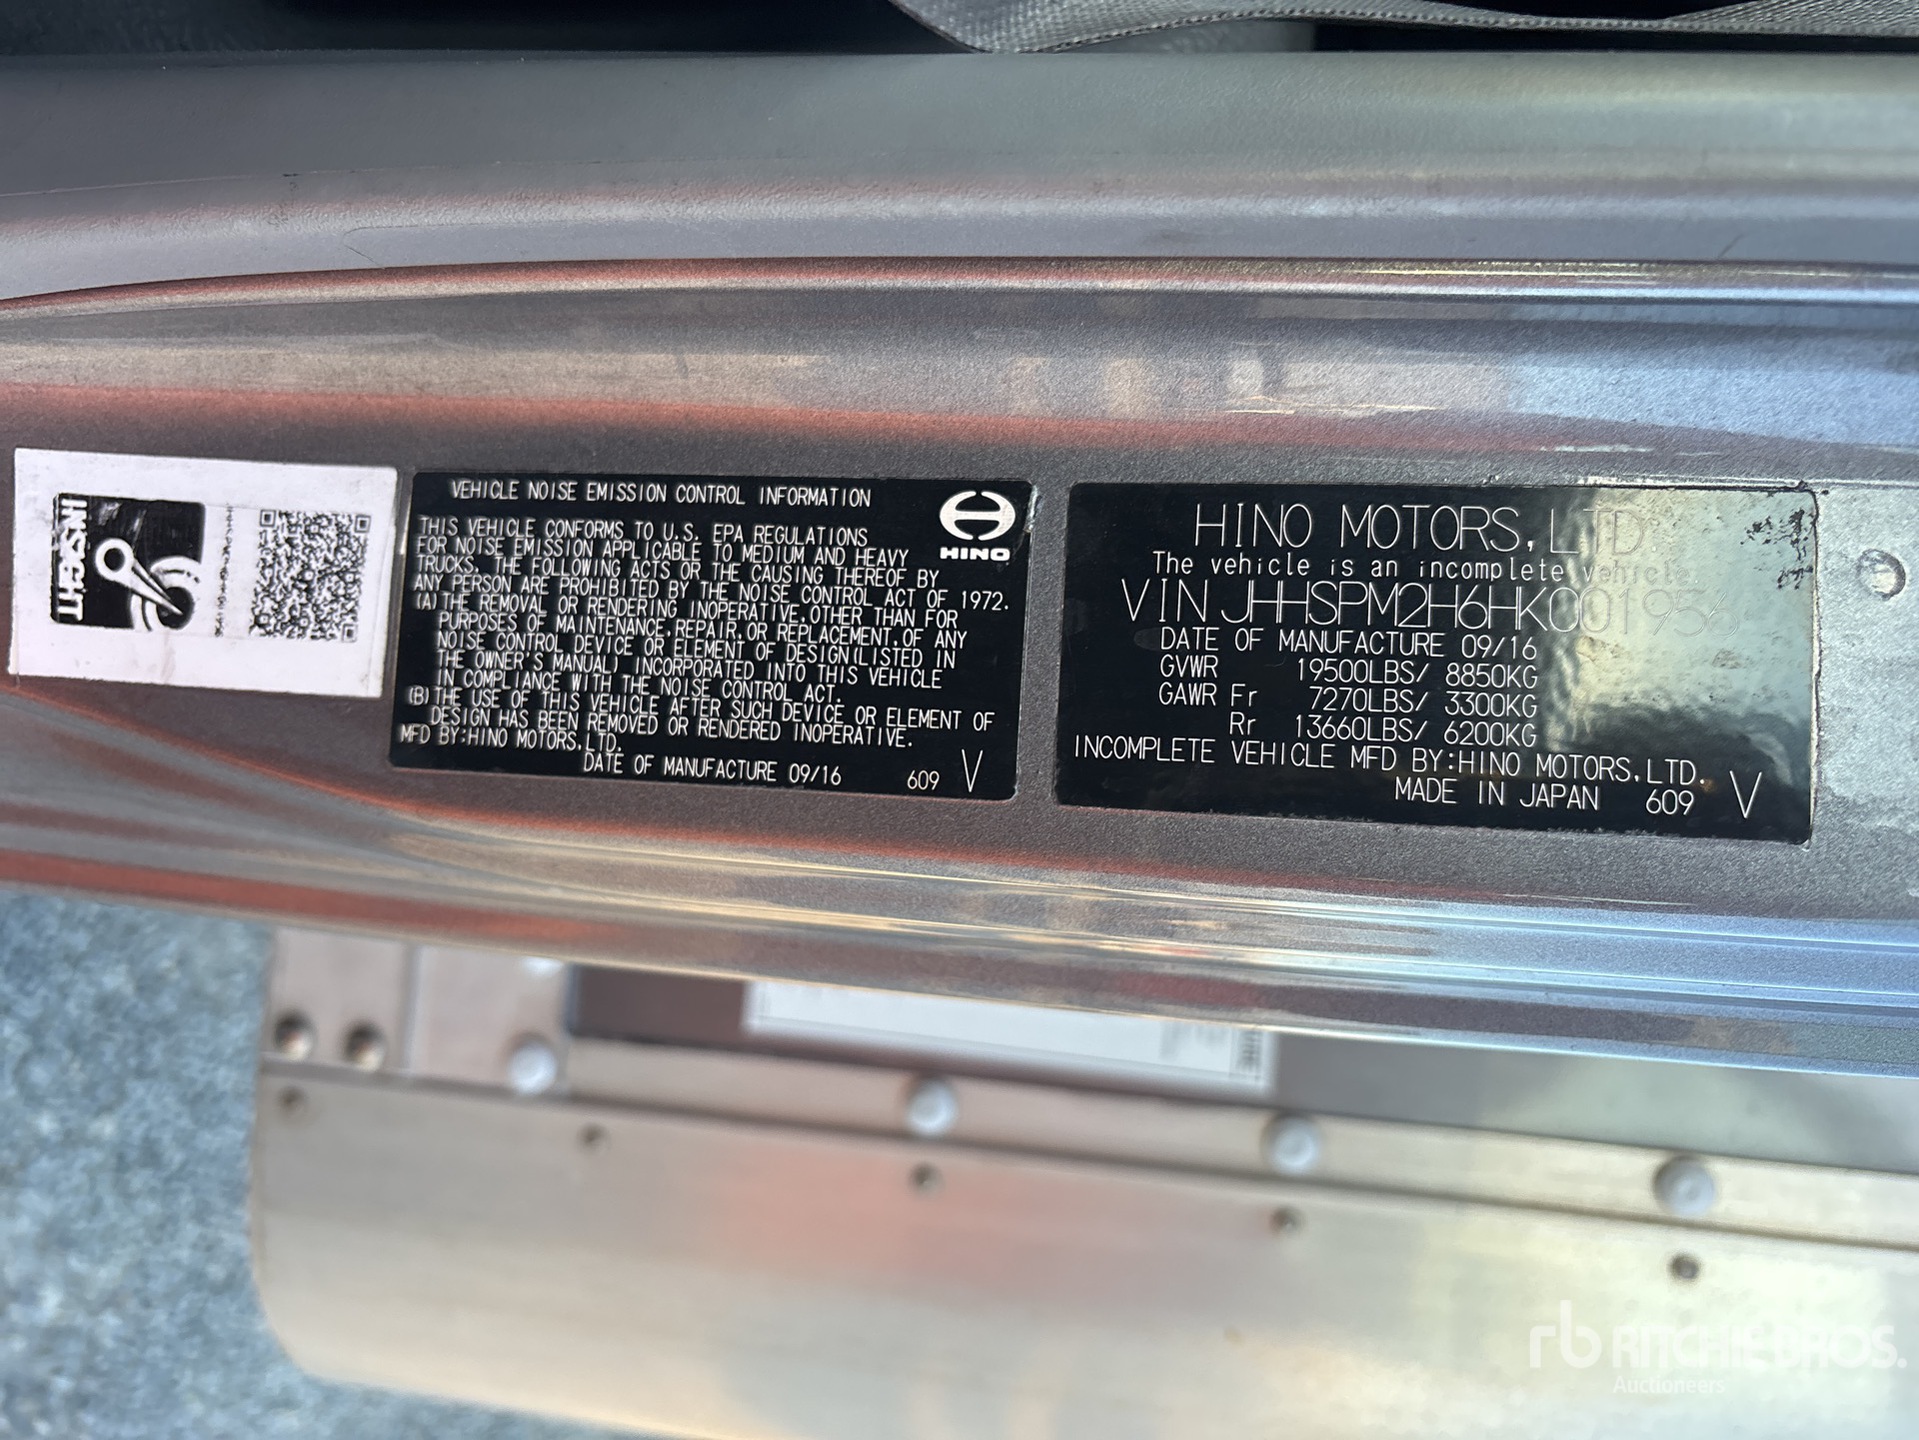 INSIGHT
VEHICLE NOISE EMISSION CONTROL INFORMATION
HINO
THIS VEHICLE CONFORMS TO U.S. EPA REGULATIONS
FOR NOISE EMISSION APPLICABLE TO MEDIUM AND HEAVY
TRUCKS. THE FOLLOWING ACTS OR THE CAUSING THEREOF BY
ANY PERSON ARE PROHIBITED BY THE NOISE CONTROL ACT OF 1972.
(A) THE REMOVAL OR RENDERING INOPERATIVE, OTHER THAN FOR
PURPOSES OF MAINTENANCE, REPAIR, OR REPLACEMENT, OF ANY
NOISE CONTROL DEVICE OR ELEMENT OF DESIGN (LISTED IN
THE OWNER'S MANUAL) INCORPORATED INTO THIS VEHICLE
IN COMPLIANCE WITH THE NOISE CONTROL ACT.
(B) THE USE OF THIS VEHICLE AFTER SUCH DEVICE OR ELEMENT OF
DESIGN HAS BEEN REMOVED OR RENDERED INOPERATIVE.
MFD BY:HINO MOTORS, LTD.
DATE OF MANUFACTURE 09/16 609 V
HINO MOTORS, LTD.
The vehicle is an incomplete vehicle.
VIN JHHSPM2H6HK001956
DATE OF MANUFACTURE 09/16
GVWR 19500LBS/ 8850KG
GAWR Fr 7270LBS/ 3300KG
Rr 13660LBS/ 6200KG
INCOMPLETE VEHICLE MFD BY:HINO MOTORS, LTD.
MADE IN JAPAN 609 V
rb RITCHIE BROS.
Auctioneers